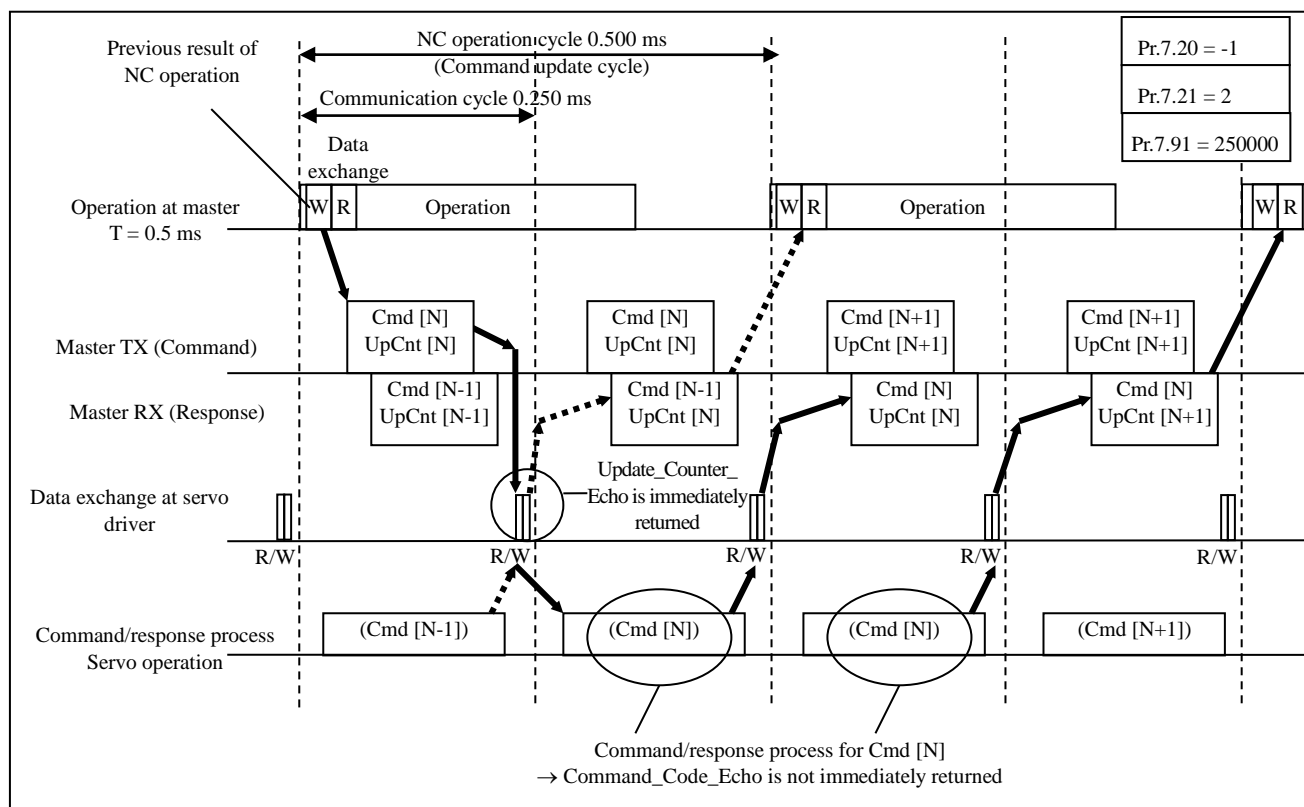 Previous result of
NC operation
NC operation cycle 0.500 ms
(Command update cycle)
Communication cycle 0.250 ms
Pr.7.20 = -1
Pr.7.21 = 2
Pr.7.91 = 250000
Data
exchange
Operation at master
T = 0.5 ms
W R Operation W R Operation W R
Master TX (Command)
Cmd [N]
UpCnt [N]
Cmd [N]
UpCnt [N]
Cmd [N+1]
UpCnt [N+1]
Cmd [N+1]
UpCnt [N+1]
Master RX (Response)
Cmd [N-1]
UpCnt [N-1]
Cmd [N-1]
UpCnt [N]
Cmd [N]
UpCnt [N]
Cmd [N]
UpCnt [N+1]
Data exchange at servo
driver
Update_Counter_
Echo is immediately
returned
R/W R/W R/W R/W R/W
Command/response process
Servo operation
(Cmd [N-1]) (Cmd [N]) (Cmd [N]) (Cmd [N+1])
Command/response process for Cmd [N]
→ Command_Code_Echo is not immediately returned